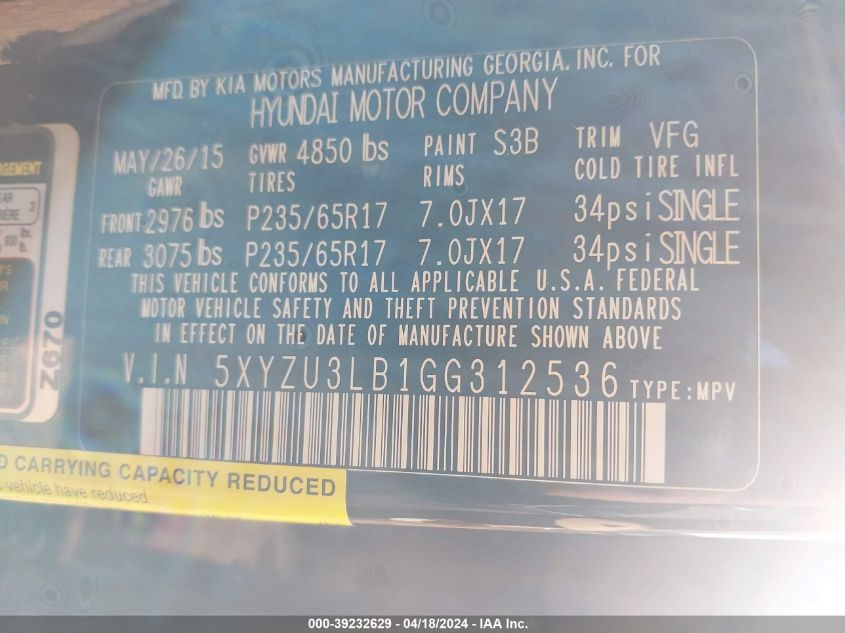 MFD. BY KIA MOTORS MANUFACTURING GEORGIA, INC. FOR
HYUNDAI MOTOR COMPANY
MAY/26/15 GVWR 4850 lbs PAINT S3B TRIM VFG
GAWR TIRES RIMS COLD TIRE INFL
FRONT 2976 lbs P235/65R17 7.0JX17 34psi SINGLE
REAR 3075 lbs P235/65R17 7.0JX17 34psi SINGLE
THIS VEHICLE CONFORMS TO ALL APPLICABLE U.S.A. FEDERAL
MOTOR VEHICLE SAFETY AND THEFT PREVENTION STANDARDS
IN EFFECT ON THE DATE OF MANUFACTURE SHOWN ABOVE
V.I.N 5XYZU3LB1GG312536 TYPE:MPV
3
Z670
CARRYING CAPACITY REDUCED
vehicle have reduced
000-39232629 - 04/18/2024 - IAA Inc.